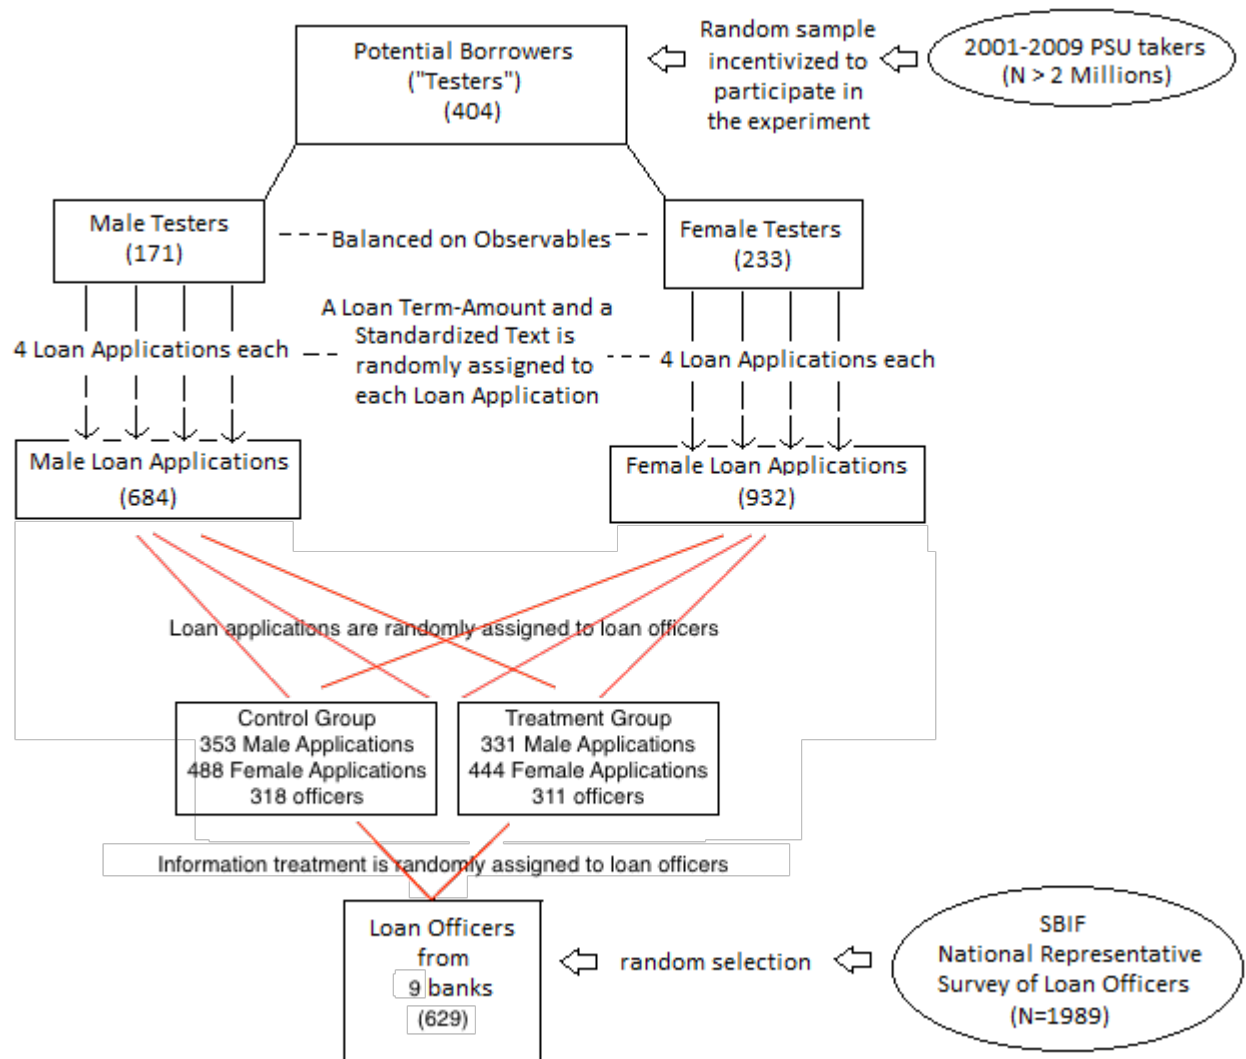 Potential Borrowers
("Testers")
(404)
Random sample
incentivized to
participate in
the experiment
2001-2009 PSU takers
(N > 2 Millions)
Male Testers
(171)
Balanced on Observables
Female Testers
(233)
A Loan Term-Amount and a
Standardized Text is
randomly assigned to
each Loan Application
4 Loan Applications each
4 Loan Applications each
Male Loan Applications
(684)
Female Loan Applications
(932)
Loan applications are randomly assigned to loan officers
Control Group
353 Male Applications
488 Female Applications
318 officers
Treatment Group
331 Male Applications
444 Female Applications
311 officers
Information treatment is randomly assigned to loan officers
Loan Officers
from
9 banks
(629)
random selection
SBIF
National Representative
Survey of Loan Officers
(N=1989)